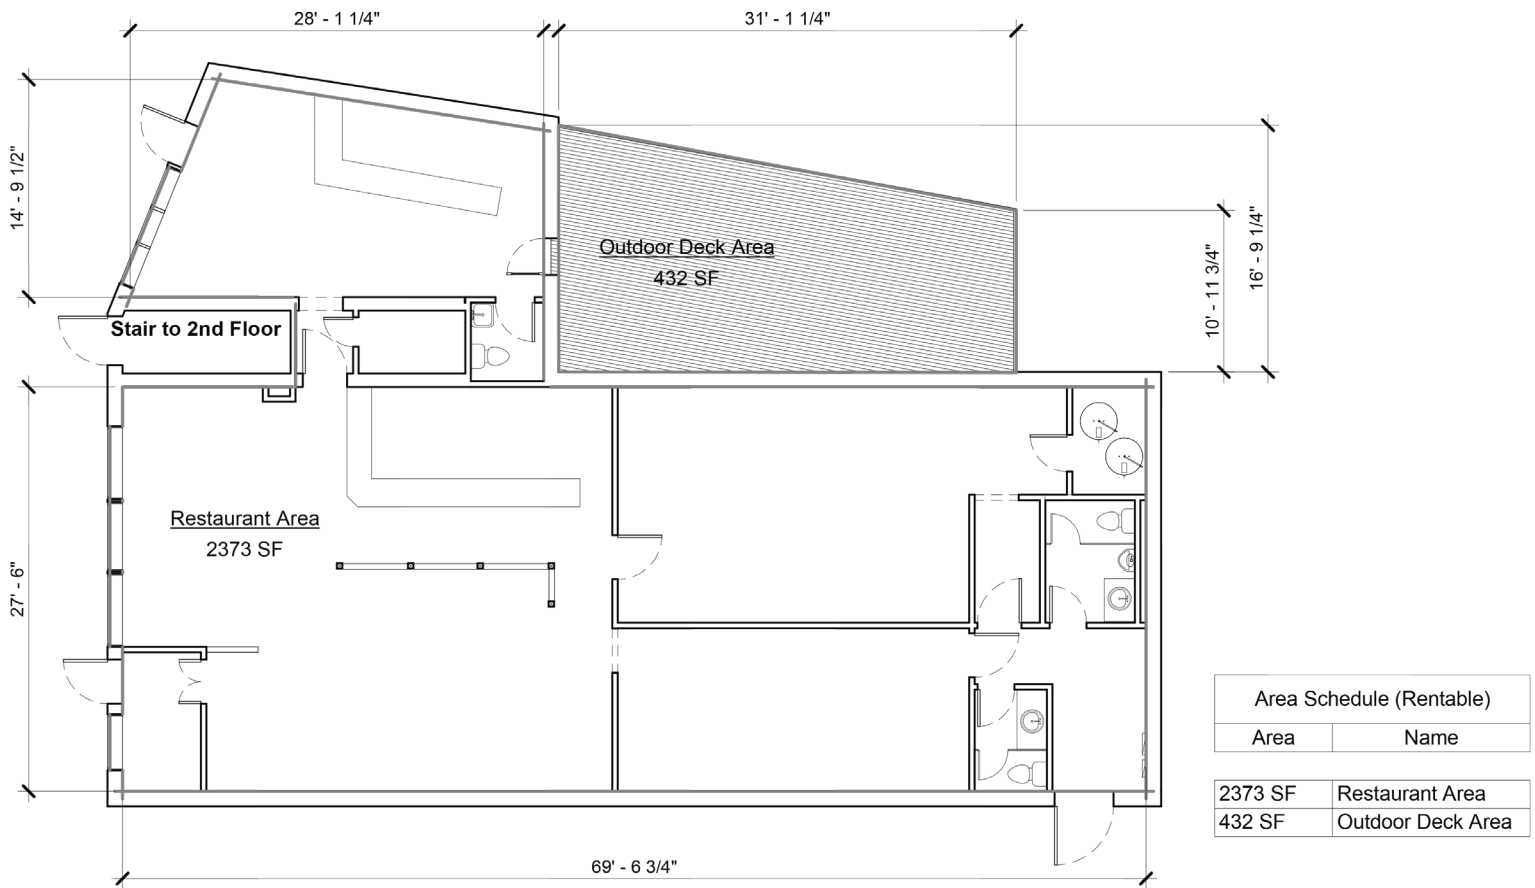 28' - 1 1/4"
31' - 1 1/4"
14' - 9 1/2"
Outdoor Deck Area
432 SF
10' - 11 3/4"
16' - 9 1/4"
Stair to 2nd Floor
Restaurant Area
2373 SF
27' - 6"
69' - 6 3/4"
Area Schedule (Rentable)
Area Name
2373 SF Restaurant Area
432 SF Outdoor Deck Area